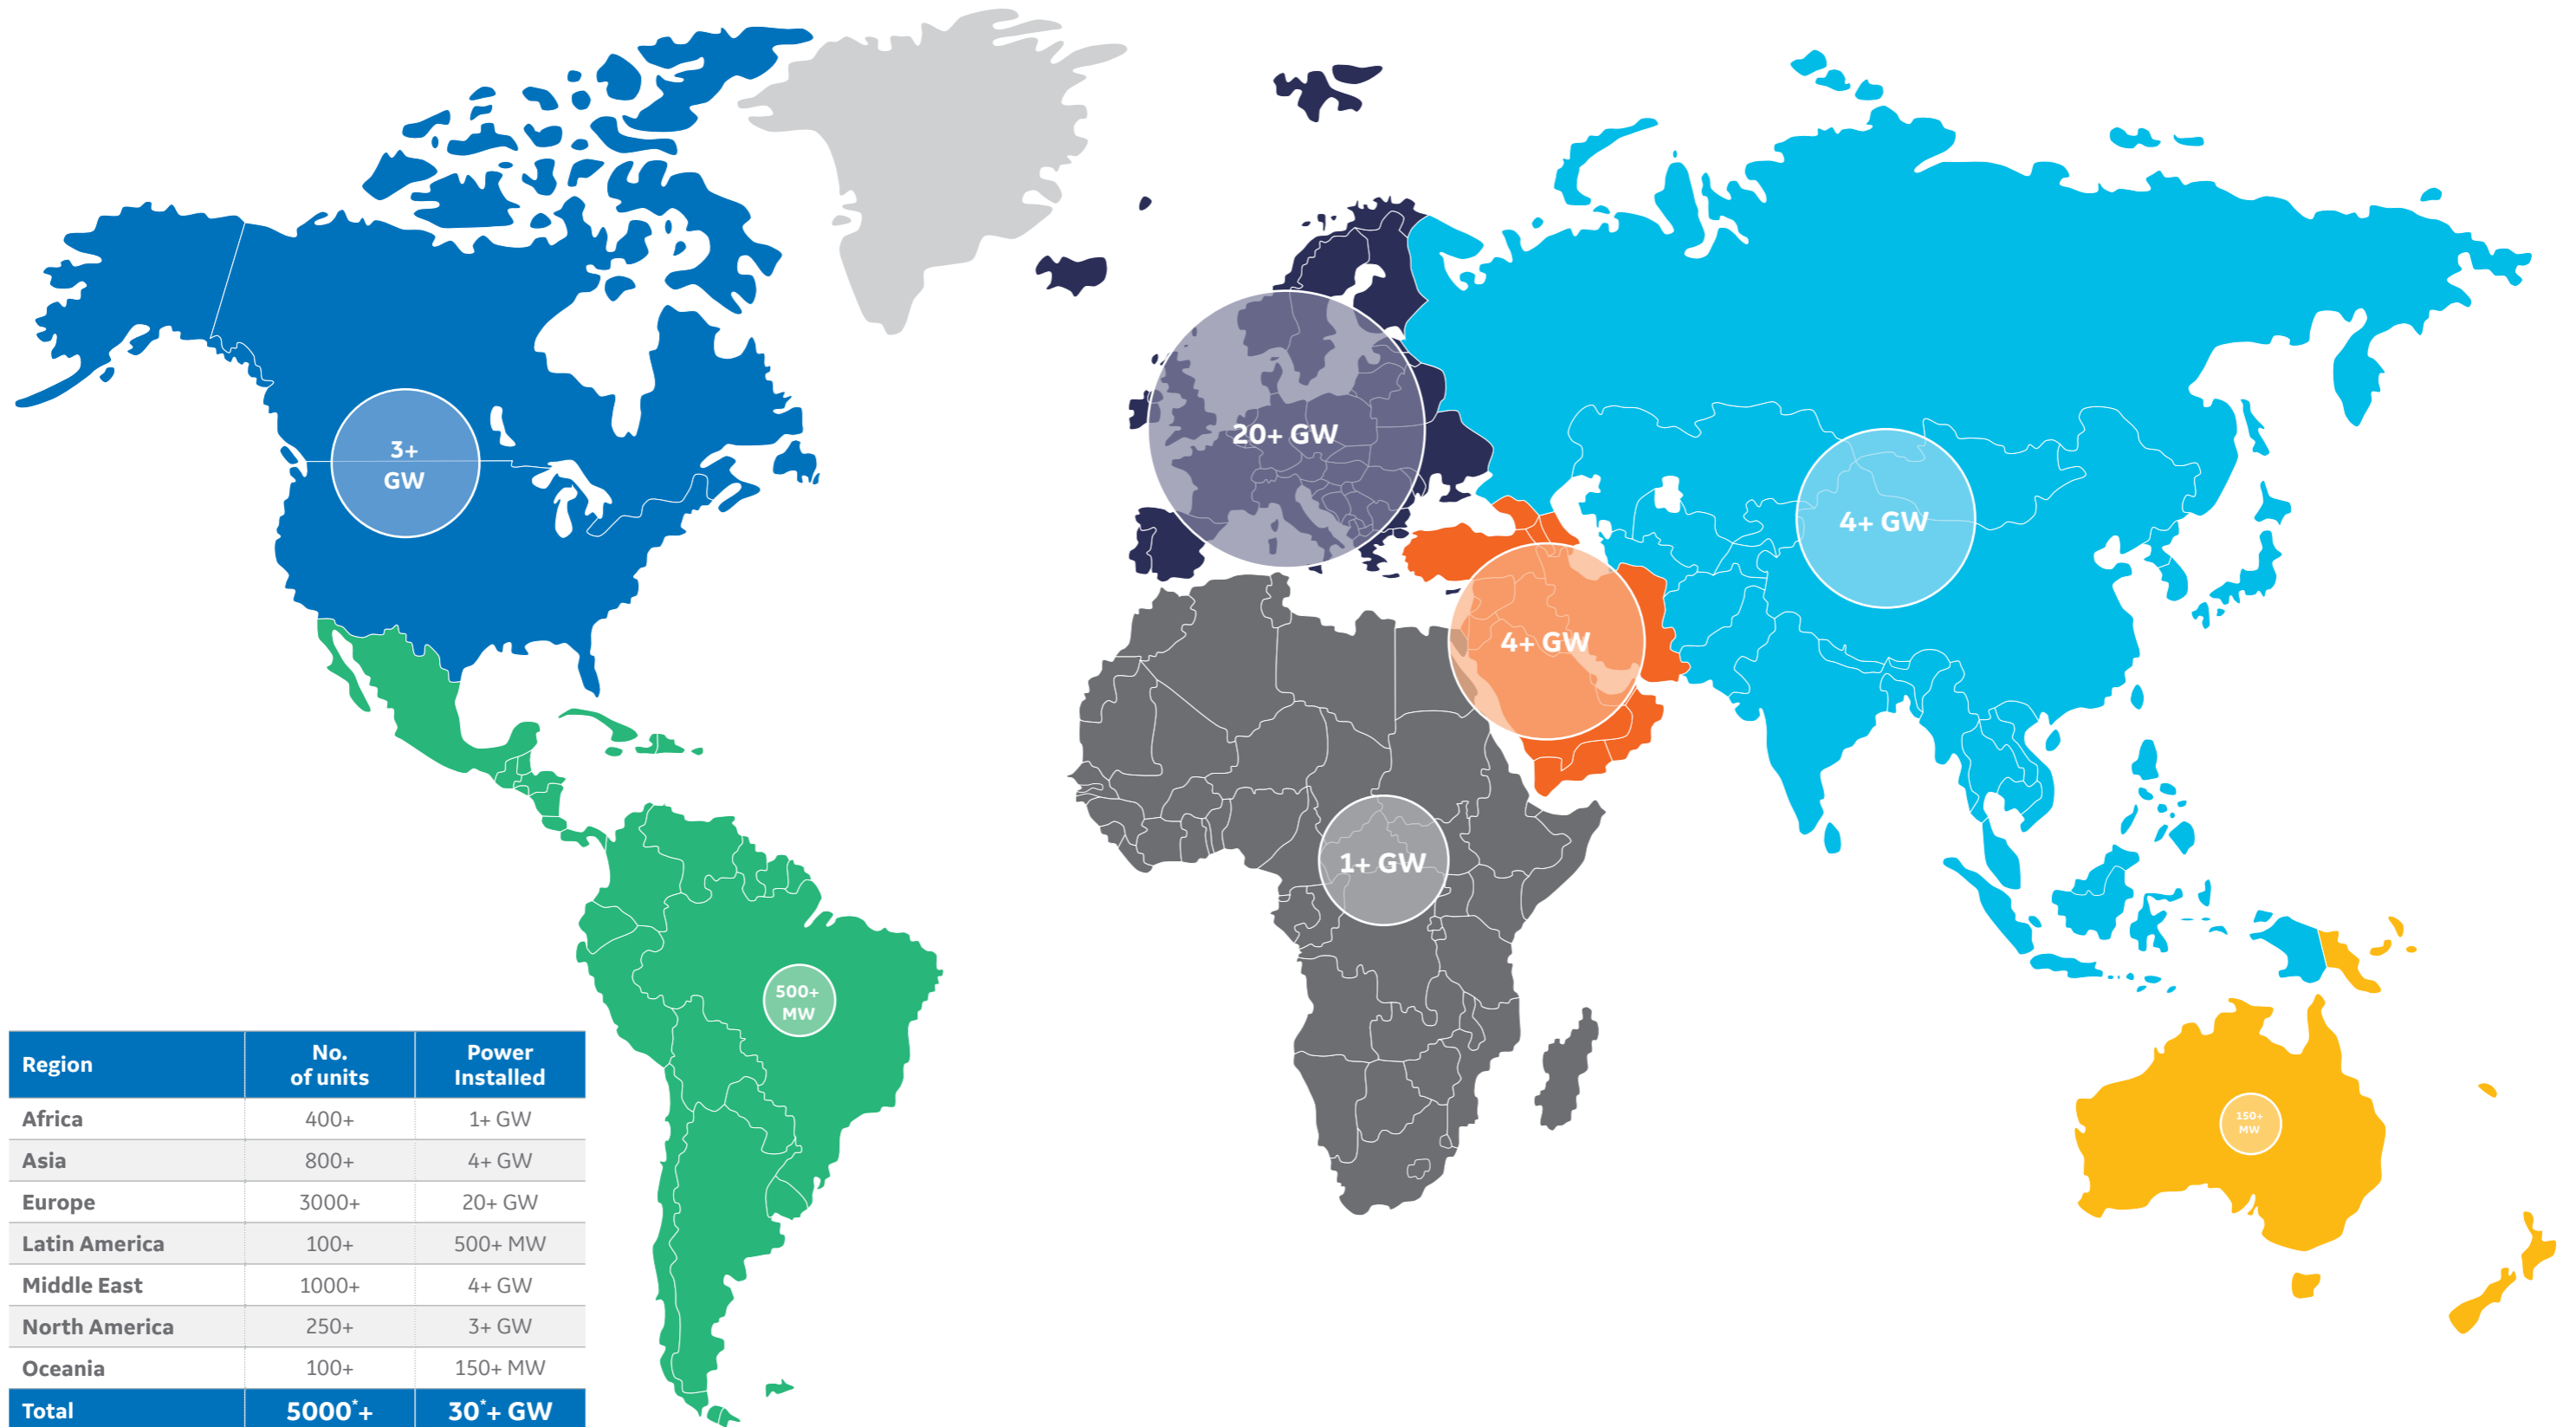 3+
GW
20+ GW
4+ GW
4+ GW
1+ GW
500+
MW
150+
MW
Region No. of units Power Installed
Africa 400+ 1+ GW
Asia 800+ 4+ GW
Europe 3000+ 20+ GW
Latin America 100+ 500+ MW
Middle East 1000+ 4+ GW
North America 250+ 3+ GW
Oceania 100+ 150+ MW
Total 5000*+ 30*+ GW